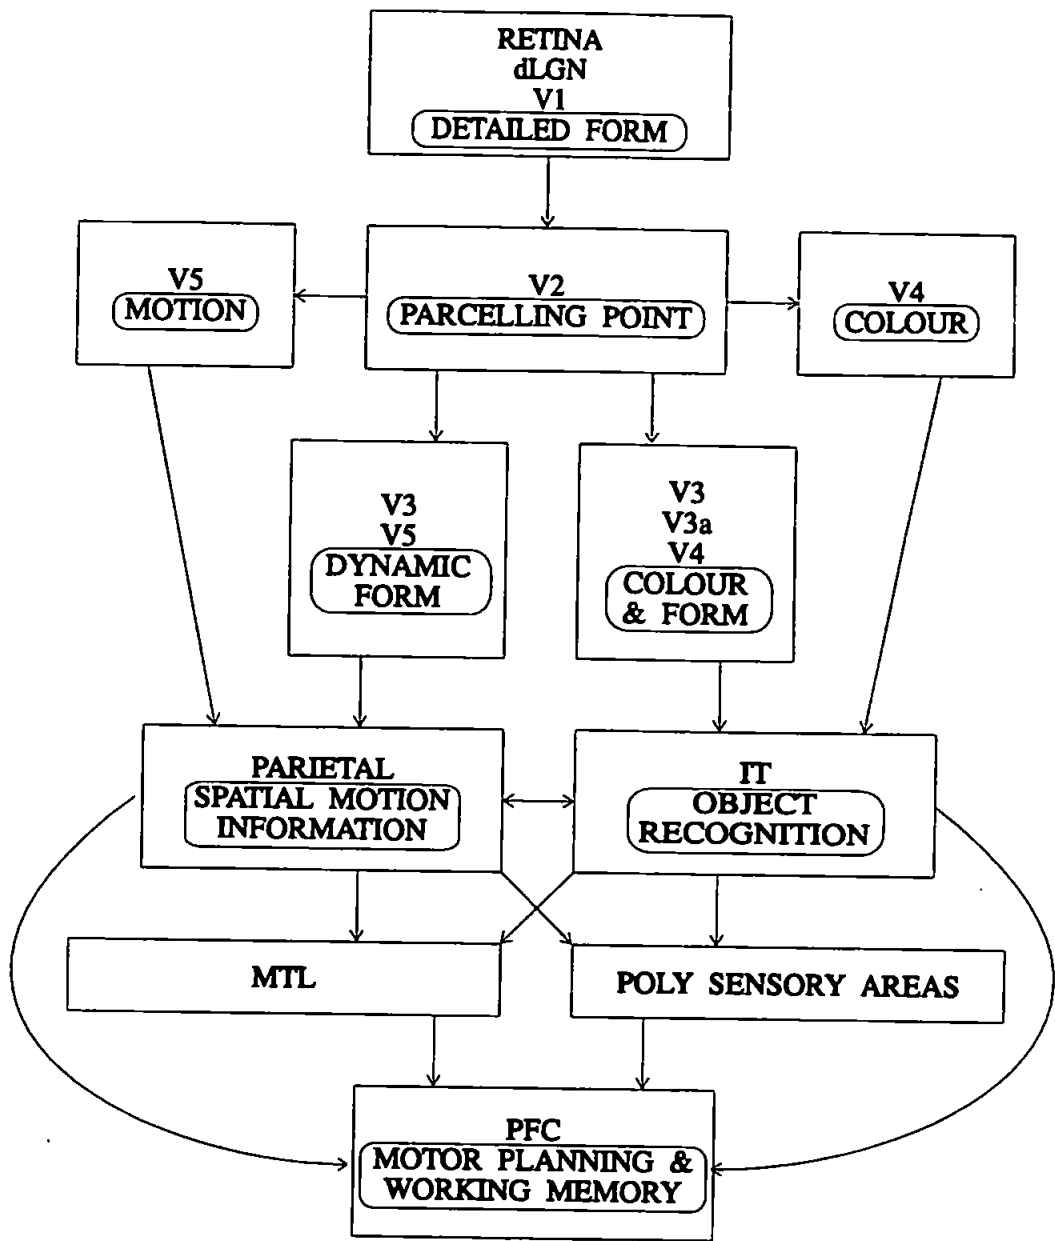 RETINA
dLGN
V1
DETAILED FORM
V5
MOTION
V2
PARCELLING POINT
V4
COLOUR
V3
V5
DYNAMIC
FORM
V3
V3a
V4
COLOUR
& FORM
PARIETAL
SPATIAL MOTION
INFORMATION
IT
OBJECT
RECOGNITION
MTL
POLY SENSORY AREAS
PFC
MOTOR PLANNING &
WORKING MEMORY